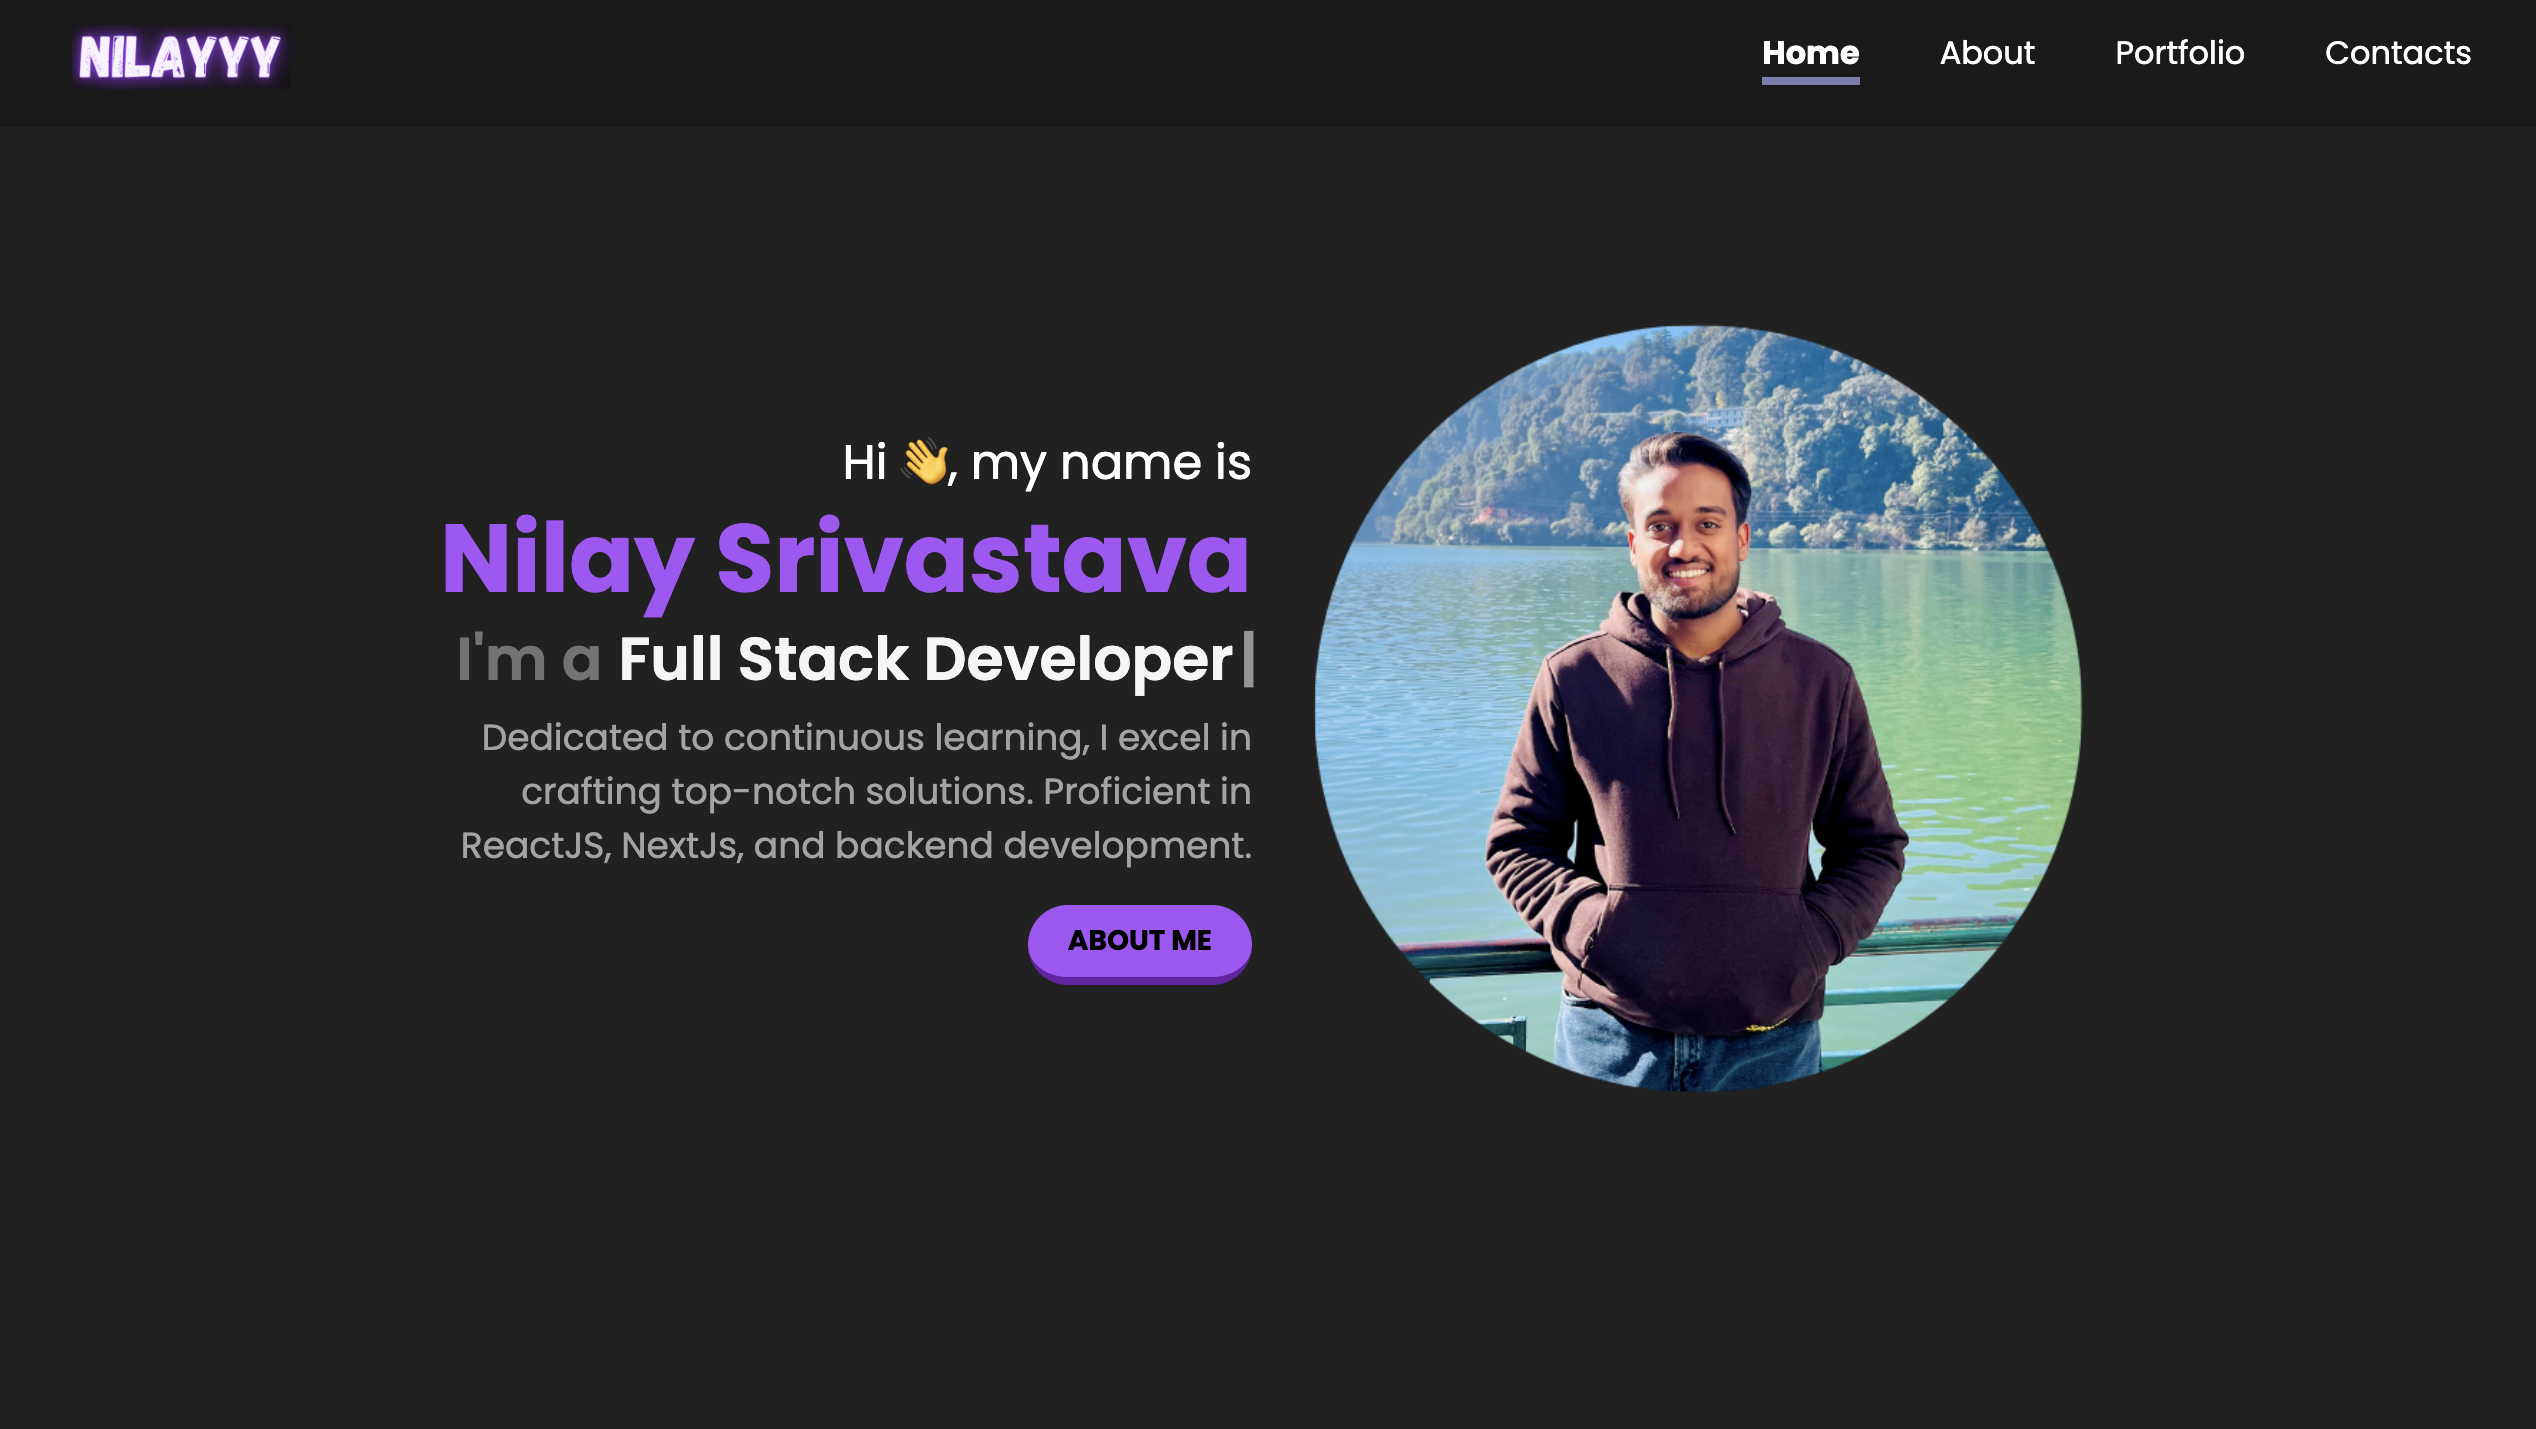 NILAYYY
Home About Portfolio Contacts
Hi 👋, my name is
Nilay Srivastava
I'm a Full Stack Developer|
Dedicated to continuous learning, I excel in
crafting top-notch solutions. Proficient in
ReactJS, NextJs, and backend development.
ABOUT ME